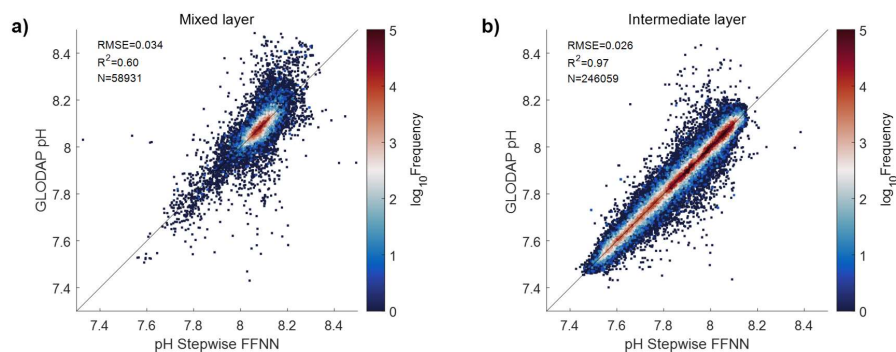 a)
Mixed layer
RMSE=0.034
R²=0.60
N=58931
8.4
8.2
8
7.8
7.6
7.4
GLODAP pH
7.4 7.6 7.8 8 8.2 8.4
pH Stepwise FFNN
5
4
3
2
1
0
log₁₀Frequency
b)
Intermediate layer
RMSE=0.026
R²=0.97
N=246059
8.4
8.2
8
7.8
7.6
7.4
GLODAP pH
7.4 7.6 7.8 8 8.2 8.4
pH Stepwise FFNN
5
4
3
2
1
0
log₁₀Frequency